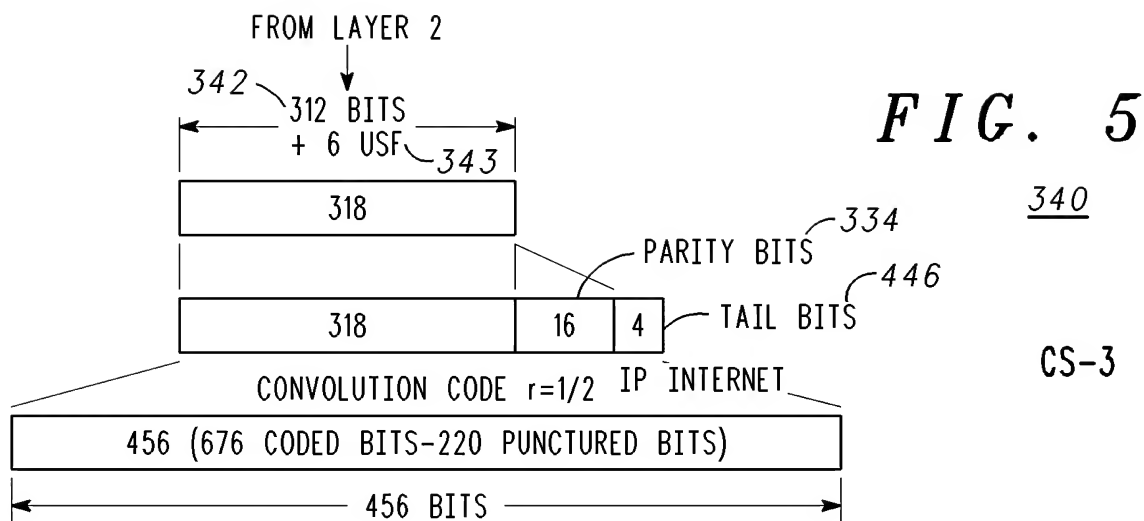 FROM LAYER 2
342
312 BITS
+ 6 USF
343
FIG. 5
340
318
PARITY BITS
334
446
318
16
4
TAIL BITS
CS-3
CONVOLUTION CODE r=1/2
IP INTERNET
456 (676 CODED BITS-220 PUNCTURED BITS)
456 BITS